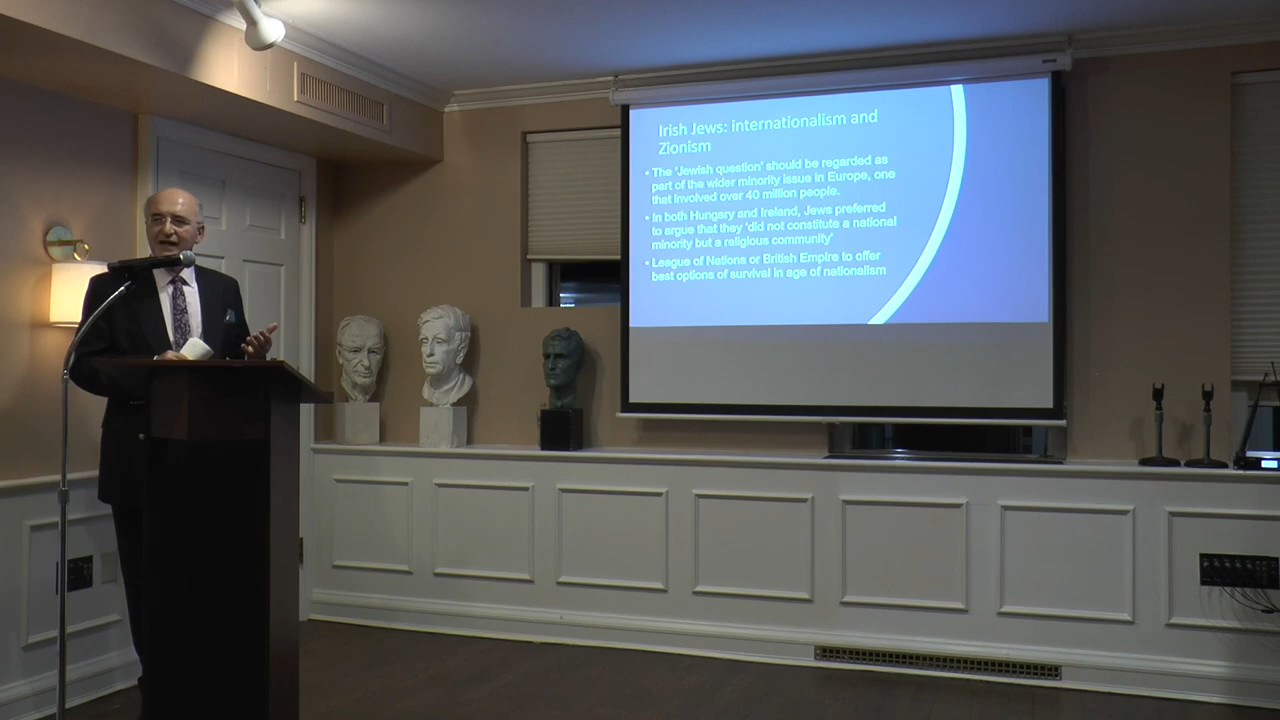 Irish Jews: internationalism and
Zionism
• The 'Jewish question' should be regarded as
part of the wider minority issue in Europe, one
that involved over 40 million people.
• In both Hungary and Ireland, Jews preferred
to argue that they 'did not constitute a national
minority but a religious community'
• League of Nations or British Empire to offer
best options of survival in age of nationalism